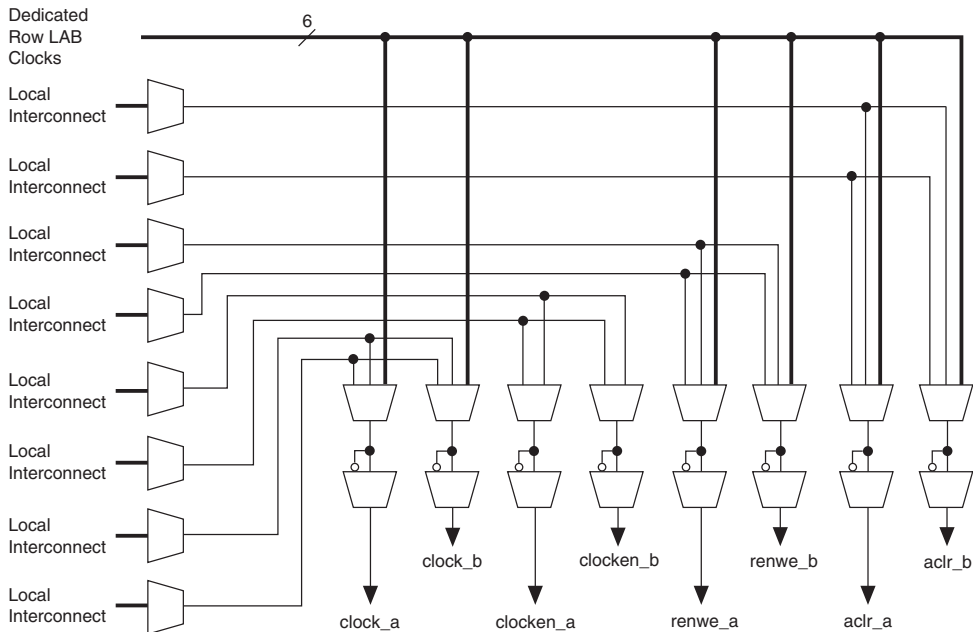 Dedicated
Row LAB
Clocks
6
Local
Interconnect
Local
Interconnect
Local
Interconnect
Local
Interconnect
Local
Interconnect
Local
Interconnect
Local
Interconnect
Local
Interconnect
clock_b
clocken_b
renwe_b
aclr_b
clock_a
clocken_a
renwe_a
aclr_a